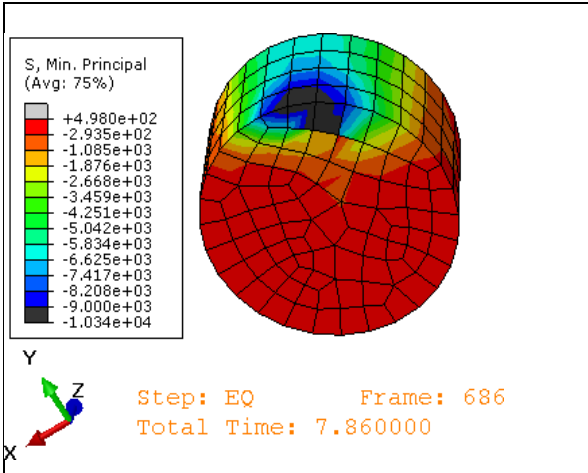 S, Min. Principal
(Avg: 75%)
+4.980e+02
-2.935e+02
-1.085e+03
-1.876e+03
-2.668e+03
-3.459e+03
-4.251e+03
-5.042e+03
-5.834e+03
-6.625e+03
-7.417e+03
-8.208e+03
-9.000e+03
-1.034e+04
Y
Z
X
Step: EQ Frame: 686
Total Time: 7.860000